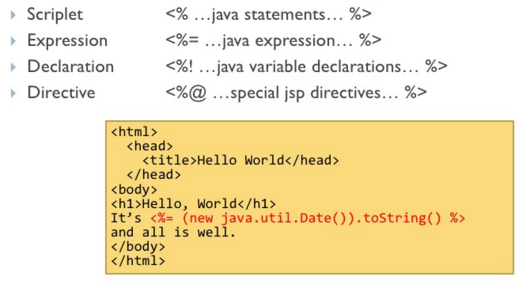 Scriplet <% …java statements… %>
Expression <%= …java expression… %>
Declaration <%! …java variable declarations… %>
Directive <%@ …special jsp directives… %>
<html>
<head>
<title>Hello World</head>
</head>
<body>
<h1>Hello, World</h1>
It’s <%= (new java.util.Date()).toString() %>
and all is well.
</body>
</html>